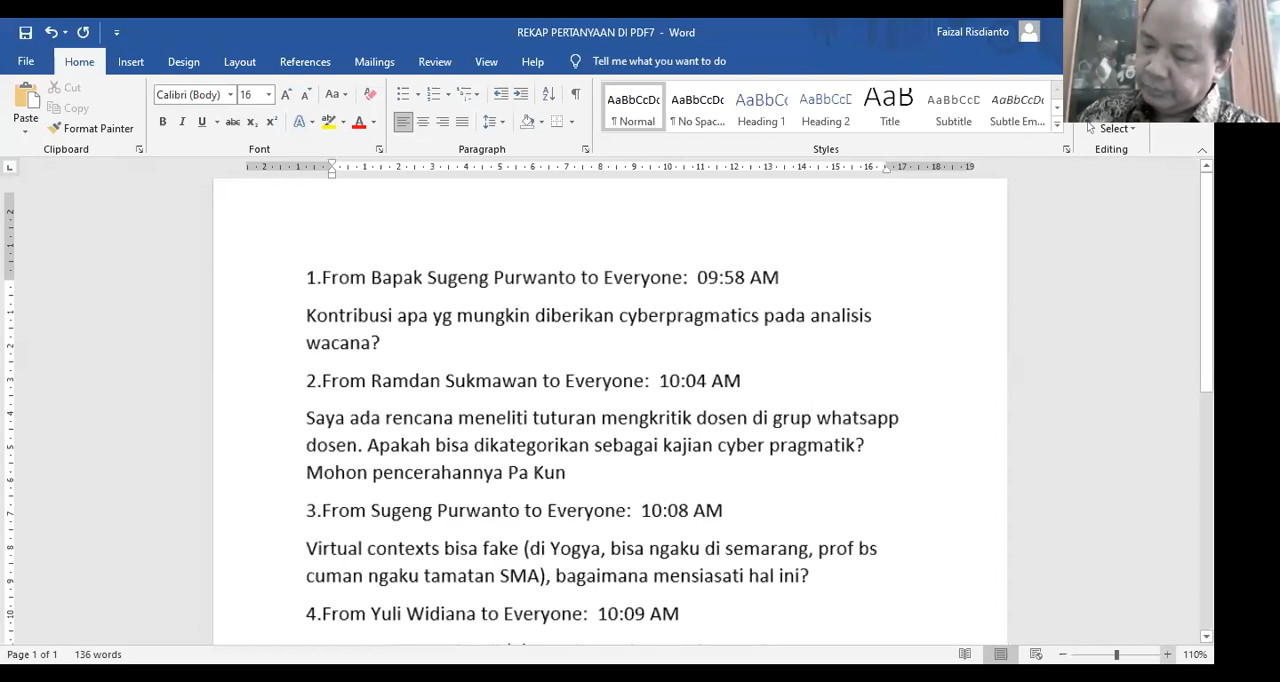 REKAP PERTANYAAN DI PDF7 - Word
Faizal Risdianto
File Home Insert Design Layout References Mailings Review View Help Tell me what you want to do
Paste
Cut
Copy
Format Painter
Clipboard
Calibri (Body) 16
Font
Paragraph
AaBbCcDc AaBbCcDc AaBbC AaBbCcD AaB AaBbCcD AaBbCcDc
¶ Normal ¶ No Spac... Heading 1 Heading 2 Title Subtitle Subtle Em...
Styles
Select
Editing
1.From Bapak Sugeng Purwanto to Everyone: 09:58 AM
Kontribusi apa yg mungkin diberikan cyberpragmatics pada analisis
wacana?
2.From Ramdan Sukmawan to Everyone: 10:04 AM
Saya ada rencana meneliti tuturan mengkritik dosen di grup whatsapp
dosen. Apakah bisa dikategorikan sebagai kajian cyber pragmatik?
Mohon pencerahannya Pa Kun
3.From Sugeng Purwanto to Everyone: 10:08 AM
Virtual contexts bisa fake (di Yogya, bisa ngaku di semarang, prof bs
cuman ngaku tamatan SMA), bagaimana mensiasati hal ini?
4.From Yuli Widiana to Everyone: 10:09 AM
Page 1 of 1 136 words 110%